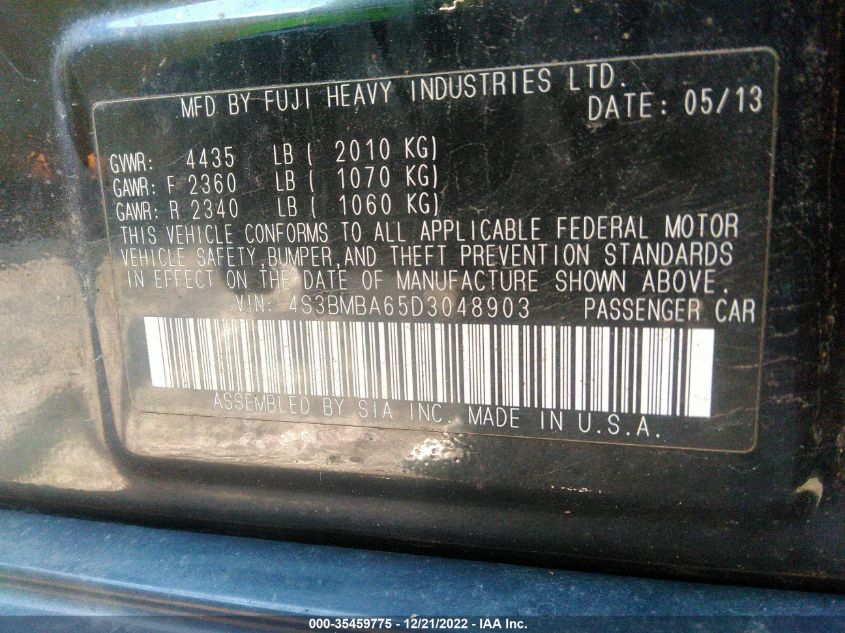 MFD BY FUJI HEAVY INDUSTRIES LTD.
DATE: 05/13
GVWR: 4435 LB ( 2010 KG)
GAWR: F 2360 LB ( 1070 KG)
GAWR: R 2340 LB ( 1060 KG)
THIS VEHICLE CONFORMS TO ALL APPLICABLE FEDERAL MOTOR
VEHICLE SAFETY,BUMPER,AND THEFT PREVENTION STANDARDS
IN EFFECT ON THE DATE OF MANUFACTURE SHOWN ABOVE.
VIN: 4S3BMBA65D3048903 PASSENGER CAR
ASSEMBLED BY SIA INC. MADE IN U.S.A.
000-35459775 - 12/21/2022 - IAA Inc.